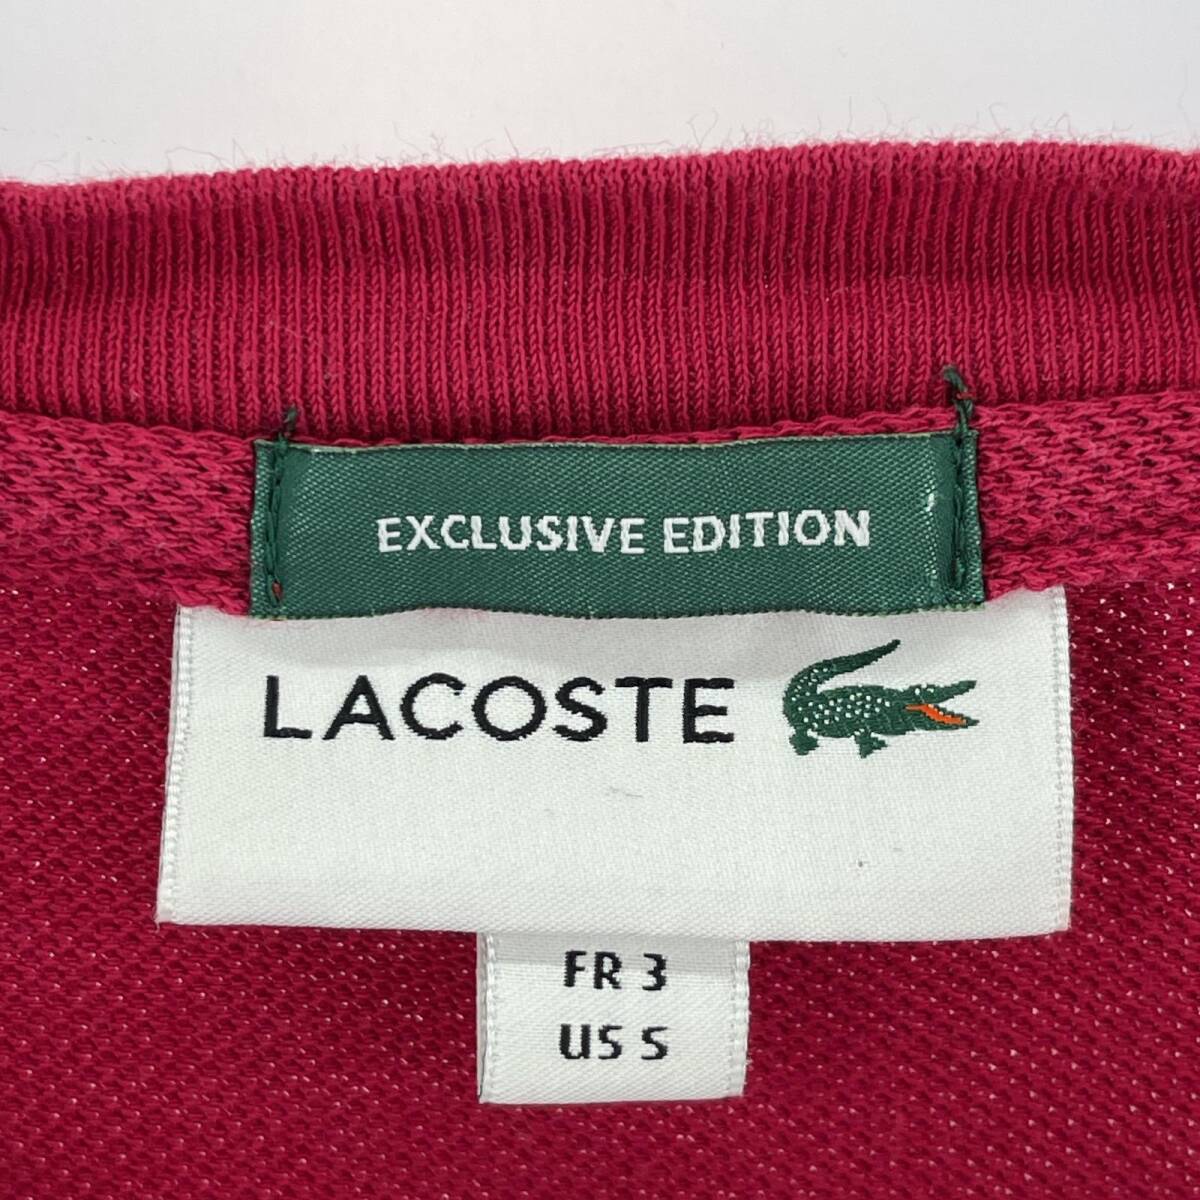 EXCLUSIVE EDITION
LACOSTE
FR 3
US S